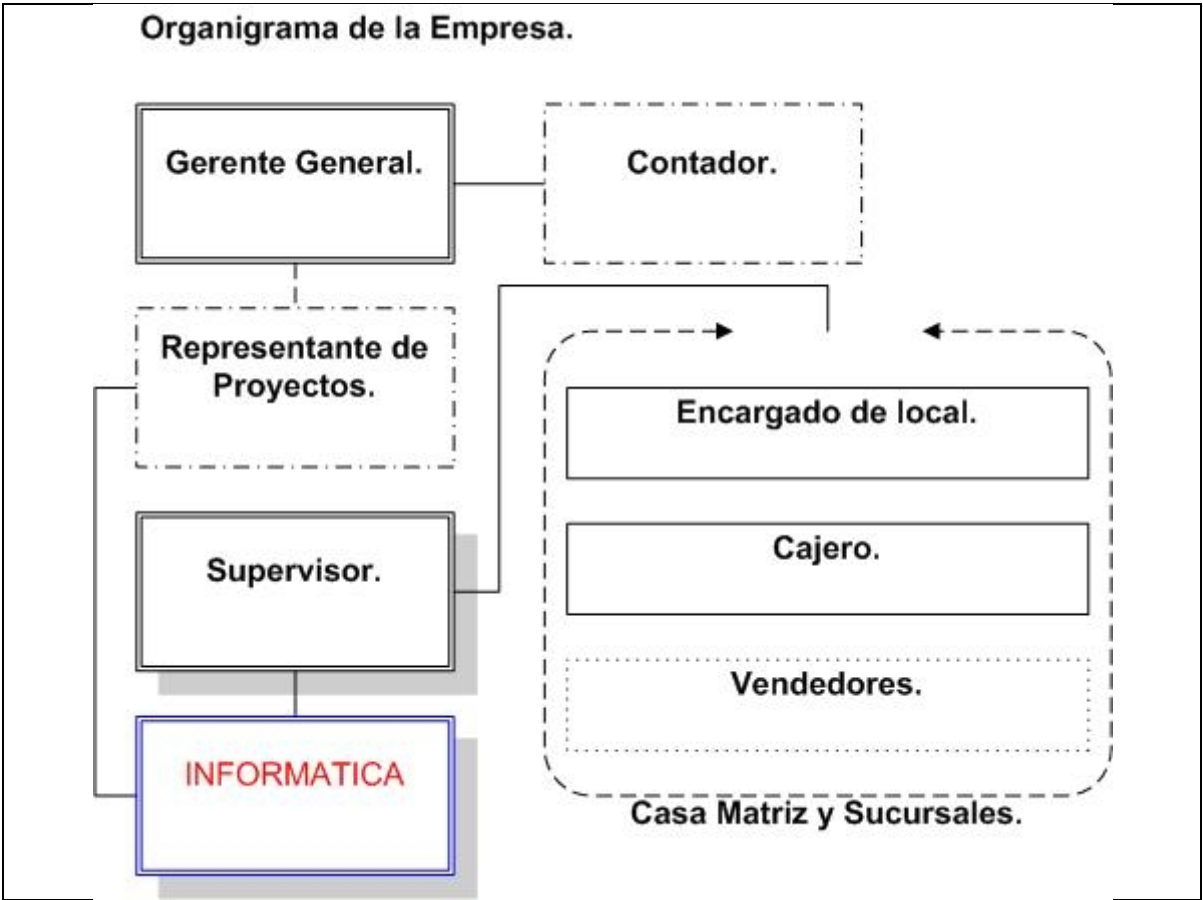 Organigrama de la Empresa.
Gerente General.
Contador.
Representante de
Proyectos.
Supervisor.
INFORMATICA
Encargado de local.
Cajero.
Vendedores.
Casa Matriz y Sucursales.